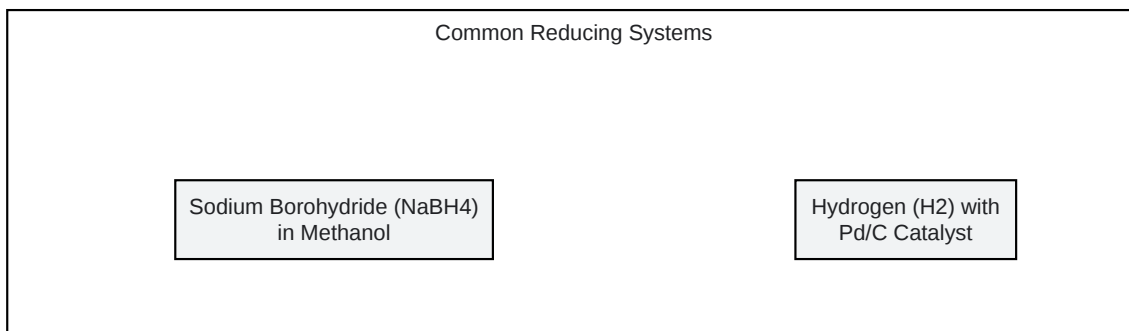 Common Reducing Systems
Sodium Borohydride (NaBH4)
in Methanol
Hydrogen (H2) with
Pd/C Catalyst